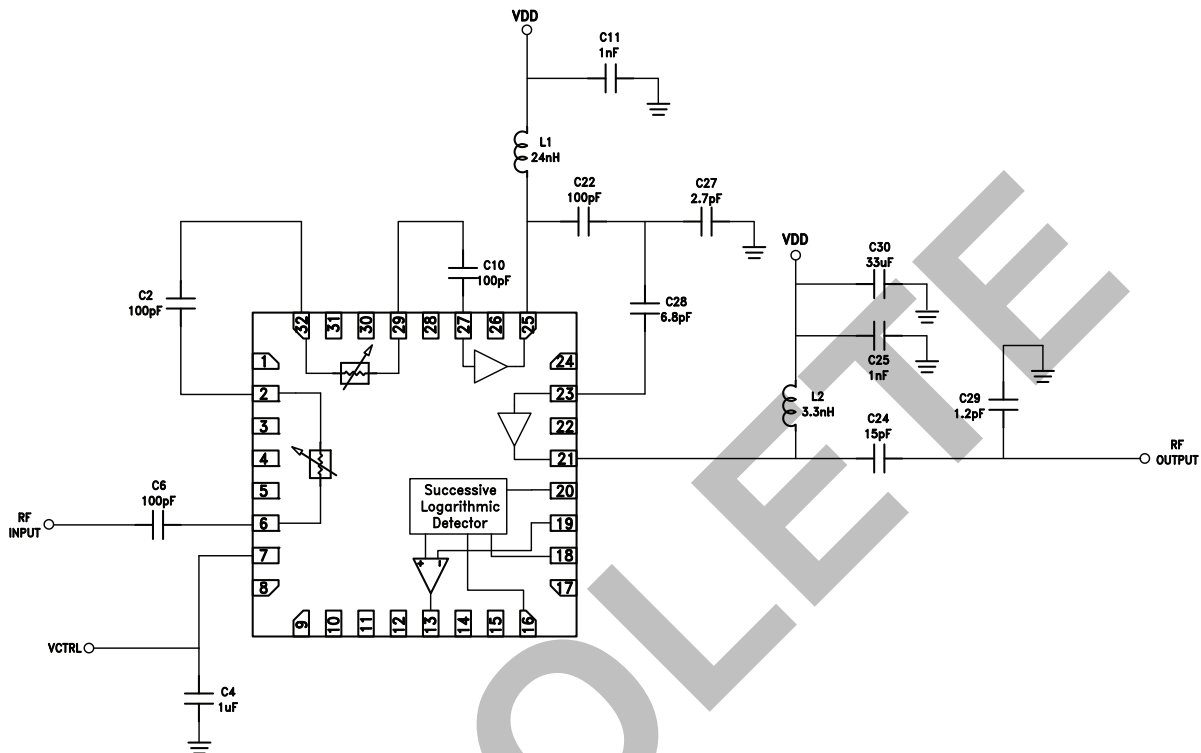 VDD
C11
1nF
L1
24nH
C22
100pF
C27
2.7pF
C2
100pF
C10
100pF
C28
6.8pF
VDD
C30
33uF
C25
1nF
L2
3.3nH
C24
15pF
C29
1.2pF
RF
OUTPUT
C6
100pF
RF
INPUT
VCTRL
C4
1uF
32
31
30
29
28
27
26
25
1
2
3
4
5
6
7
8
24
23
22
21
20
19
18
17
Successive
Logarithmic
Detector
+ -
9
10
11
12
13
14
15
16
OLETE